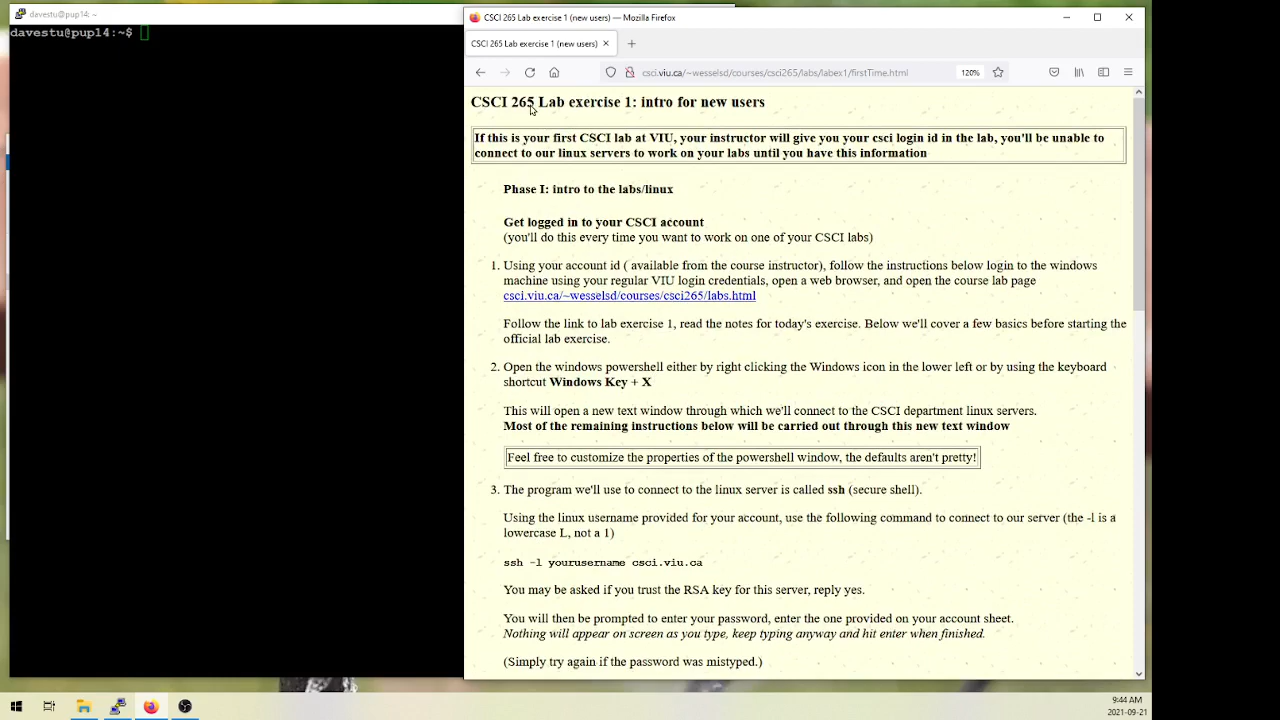 davestu@pup14: ~
davestu@pup14:~$
CSCI 265 Lab exercise 1 (new users) — Mozilla Firefox
CSCI 265 Lab exercise 1 (new users)
csci.viu.ca/~wesselsd/courses/csci265/labs/labex1/firstTime.html
120%
CSCI 265 Lab exercise 1: intro for new users
If this is your first CSCI lab at VIU, your instructor will give you your csci login id in the lab, you'll be unable to
connect to our linux servers to work on your labs until you have this information
Phase I: intro to the labs/linux
Get logged in to your CSCI account
(you'll do this every time you want to work on one of your CSCI labs)
1. Using your account id ( available from the course instructor), follow the instructions below login to the windows
machine using your regular VIU login credentials, open a web browser, and open the course lab page
csci.viu.ca/~wesselsd/courses/csci265/labs.html
Follow the link to lab exercise 1, read the notes for today's exercise. Below we'll cover a few basics before starting the
official lab exercise.
2. Open the windows powershell either by right clicking the Windows icon in the lower left or by using the keyboard
shortcut Windows Key + X
This will open a new text window through which we'll connect to the CSCI department linux servers.
Most of the remaining instructions below will be carried out through this new text window
Feel free to customize the properties of the powershell window, the defaults aren't pretty!
3. The program we'll use to connect to the linux server is called ssh (secure shell).
Using the linux username provided for your account, use the following command to connect to our server (the -l is a
lowercase L, not a 1)
ssh -l yourusername csci.viu.ca
You may be asked if you trust the RSA key for this server, reply yes.
You will then be prompted to enter your password, enter the one provided on your account sheet.
Nothing will appear on screen as you type, keep typing anyway and hit enter when finished.
(Simply try again if the password was mistyped.)
9:44 AM
2021-09-21